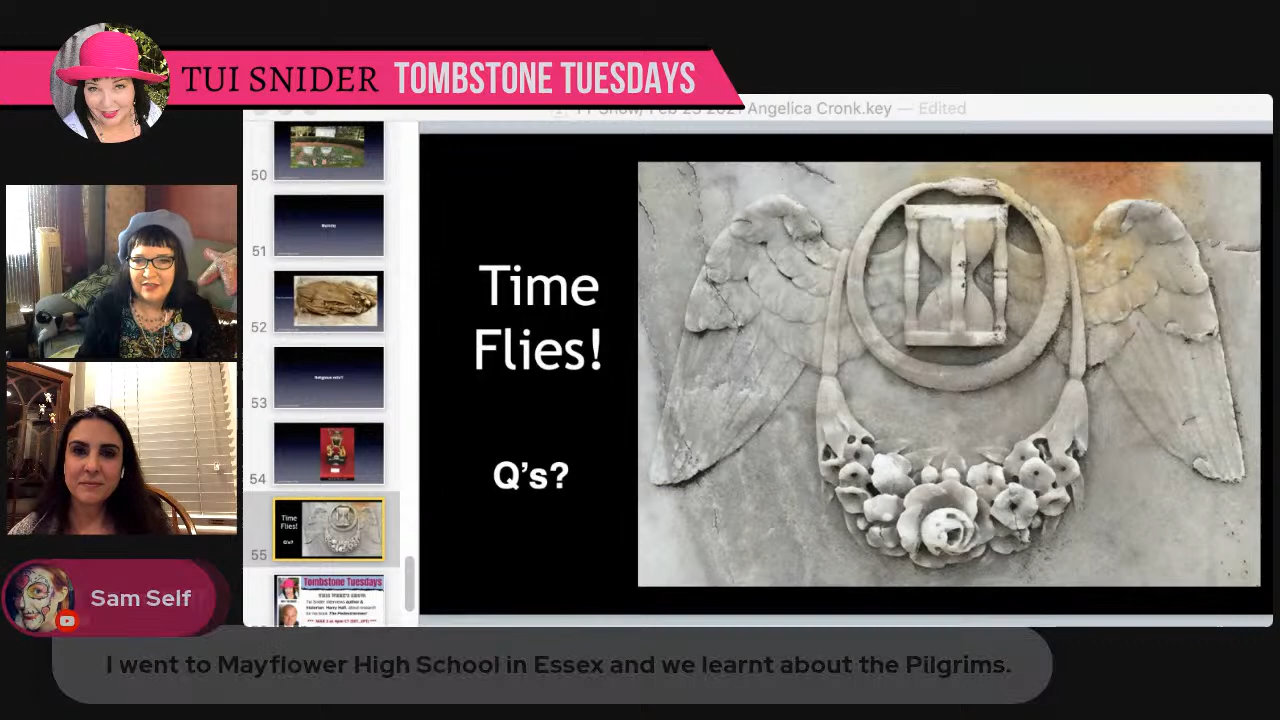 TUI SNIDER TOMBSTONE TUESDAYS
Angelica Cronk.key — Edited
50
51
52
53
54
55
Time
Flies!
Q's?
Time
Flies!
Q's?
Tombstone Tuesdays
Sam Self
I went to Mayflower High School in Essex and we learnt about the Pilgrims.